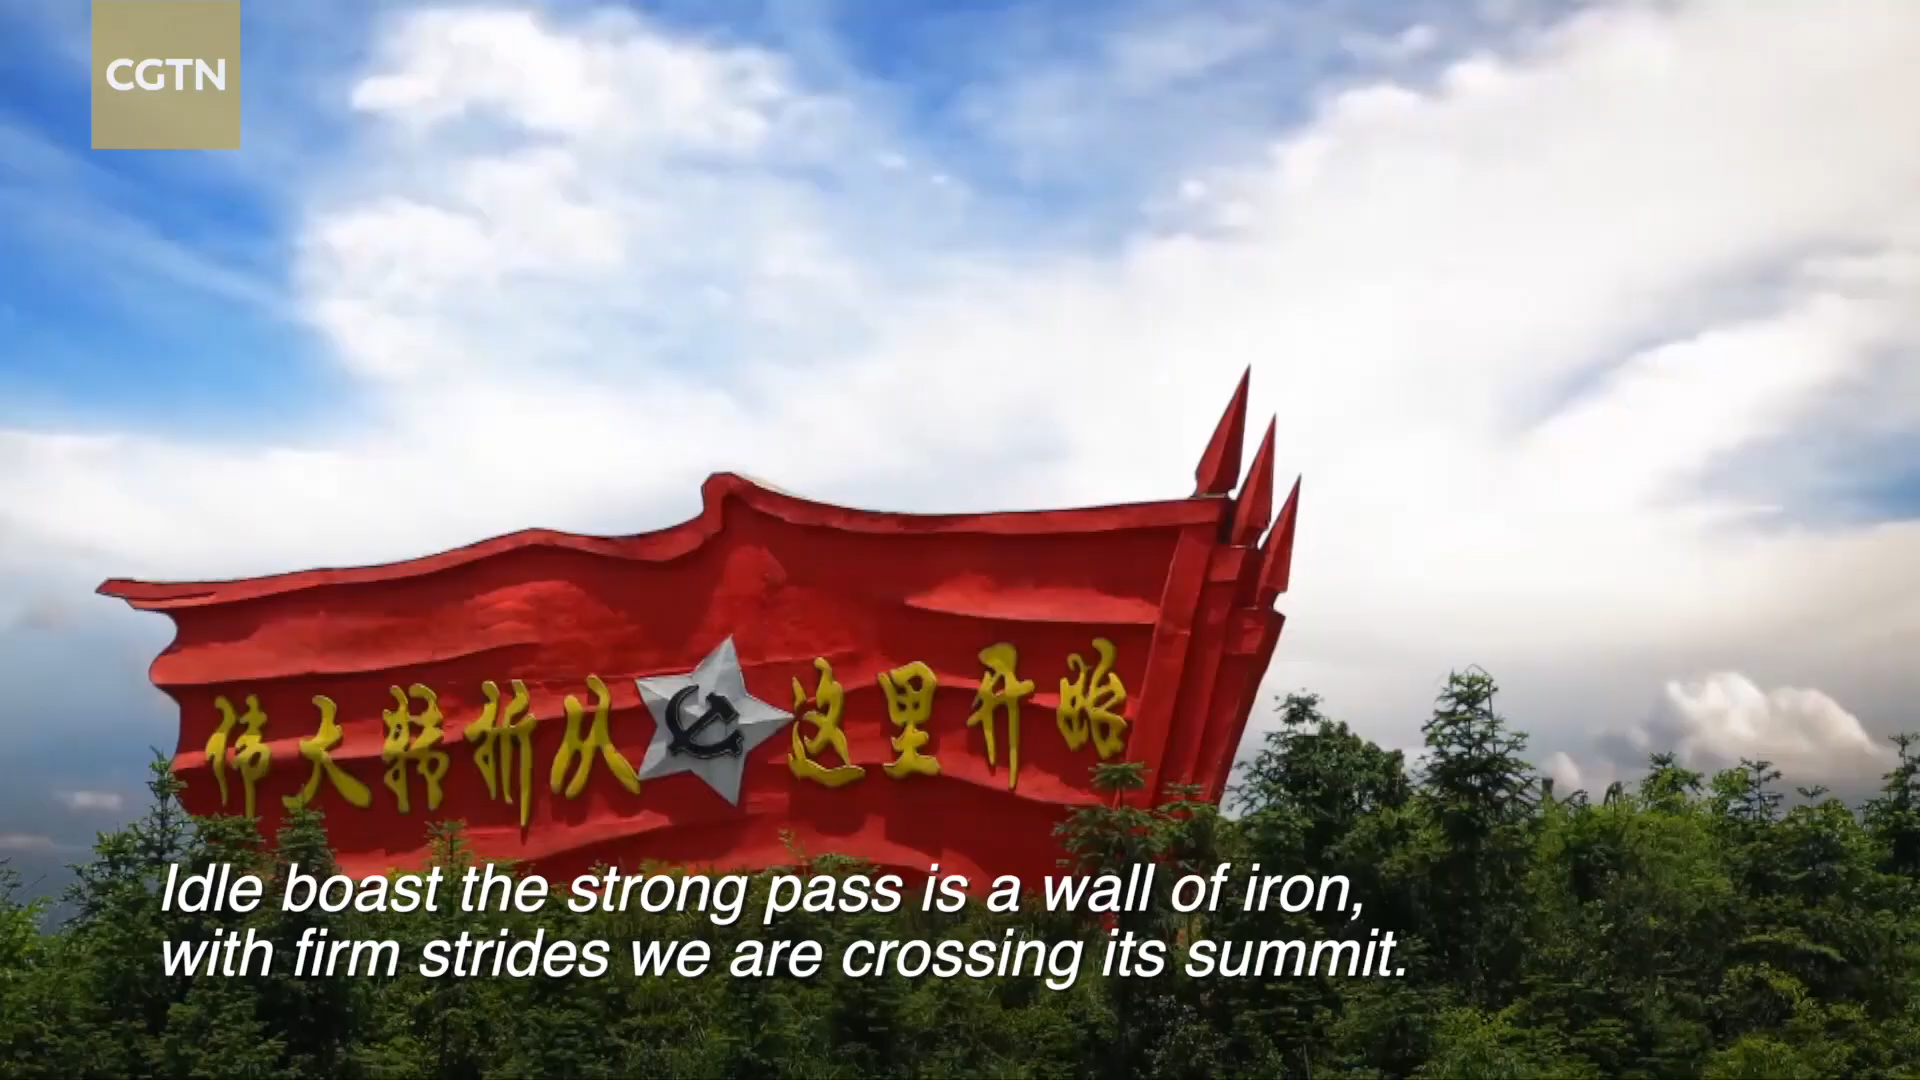 CGTN
伟大转折从这里开始
Idle boast the strong pass is a wall of iron,
with firm strides we are crossing its summit.